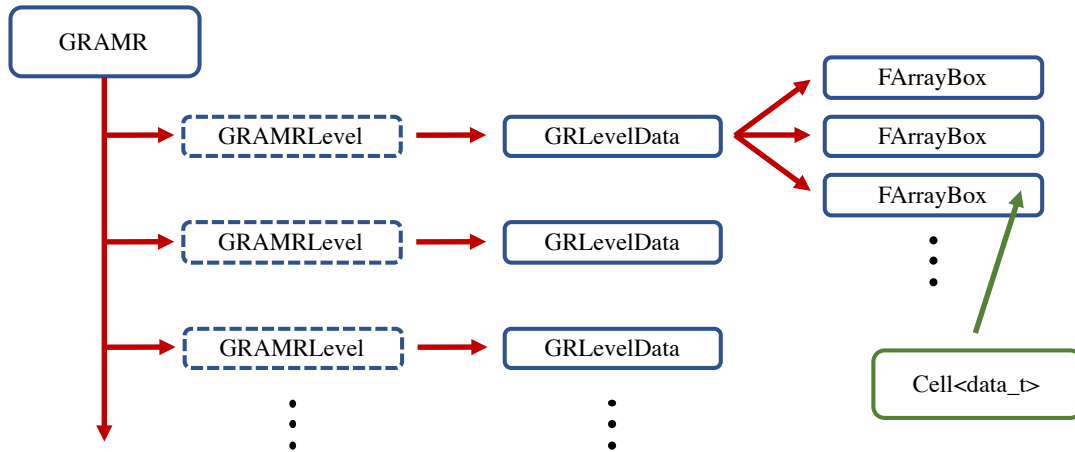 GRAMR
FArrayBox
GRAMRLevel
GRLevelData
FArrayBox
FArrayBox
GRAMRLevel
GRLevelData
GRAMRLevel
GRLevelData
Cell<data_t>